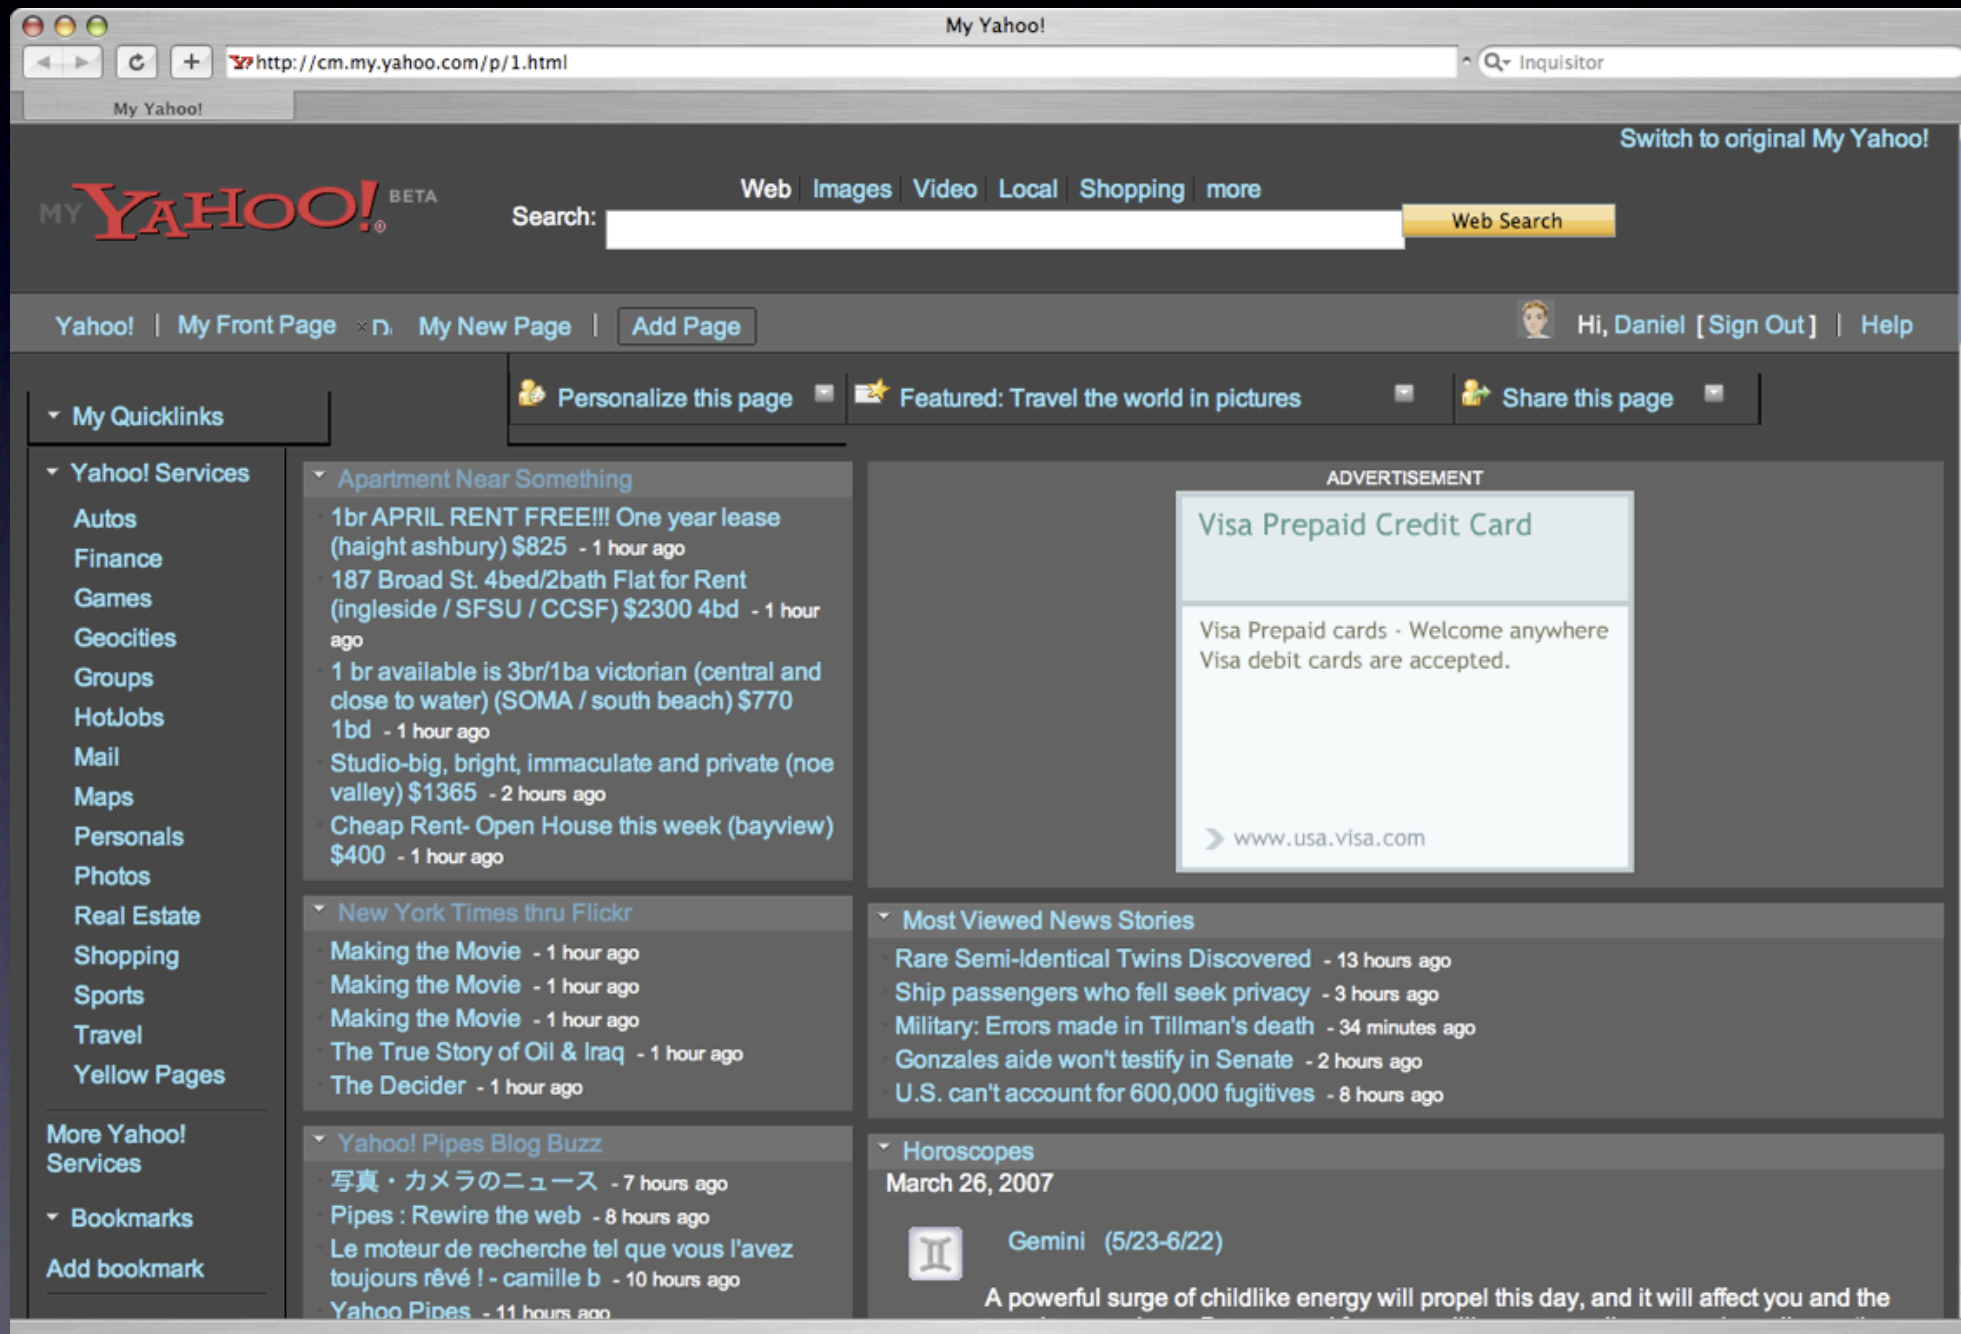 My Yahoo!
http://cm.my.yahoo.com/p/1.html
Inquisitor
My Yahoo!
Switch to original My Yahoo!
MY YAHOO!® BETA
Web Images Video Local Shopping more
Search:
Web Search
Yahoo! | My Front Page
My New Page | Add Page
Hi, Daniel [ Sign Out ] | Help
Personalize this page
Featured: Travel the world in pictures
Share this page
My Quicklinks
Yahoo! Services
Autos
Finance
Games
Geocities
Groups
HotJobs
Mail
Maps
Personals
Photos
Real Estate
Shopping
Sports
Travel
Yellow Pages
More Yahoo!
Services
Bookmarks
Add bookmark
Apartment Near Something
1br APRIL RENT FREE!!! One year lease
(haight ashbury) $825 - 1 hour ago
187 Broad St. 4bed/2bath Flat for Rent
(ingleside / SFSU / CCSF) $2300 4bd - 1 hour
ago
1 br available is 3br/1ba victorian (central and
close to water) (SOMA / south beach) $770
1bd - 1 hour ago
Studio-big, bright, immaculate and private (noe
valley) $1365 - 2 hours ago
Cheap Rent- Open House this week (bayview)
$400 - 1 hour ago
New York Times thru Flickr
Making the Movie - 1 hour ago
Making the Movie - 1 hour ago
Making the Movie - 1 hour ago
The True Story of Oil & Iraq - 1 hour ago
The Decider - 1 hour ago
Yahoo! Pipes Blog Buzz
写真・カメラのニュース - 7 hours ago
Pipes : Rewire the web - 8 hours ago
Le moteur de recherche tel que vous l'avez
toujours rêvé ! - camille b - 10 hours ago
Yahoo Pipes - 11 hours ago
ADVERTISEMENT
Visa Prepaid Credit Card
Visa Prepaid cards - Welcome anywhere
Visa debit cards are accepted.
www.usa.visa.com
Most Viewed News Stories
Rare Semi-Identical Twins Discovered - 13 hours ago
Ship passengers who fell seek privacy - 3 hours ago
Military: Errors made in Tillman's death - 34 minutes ago
Gonzales aide won't testify in Senate - 2 hours ago
U.S. can't account for 600,000 fugitives - 8 hours ago
Horoscopes
March 26, 2007
Gemini (5/23-6/22)
A powerful surge of childlike energy will propel this day, and it will affect you and the